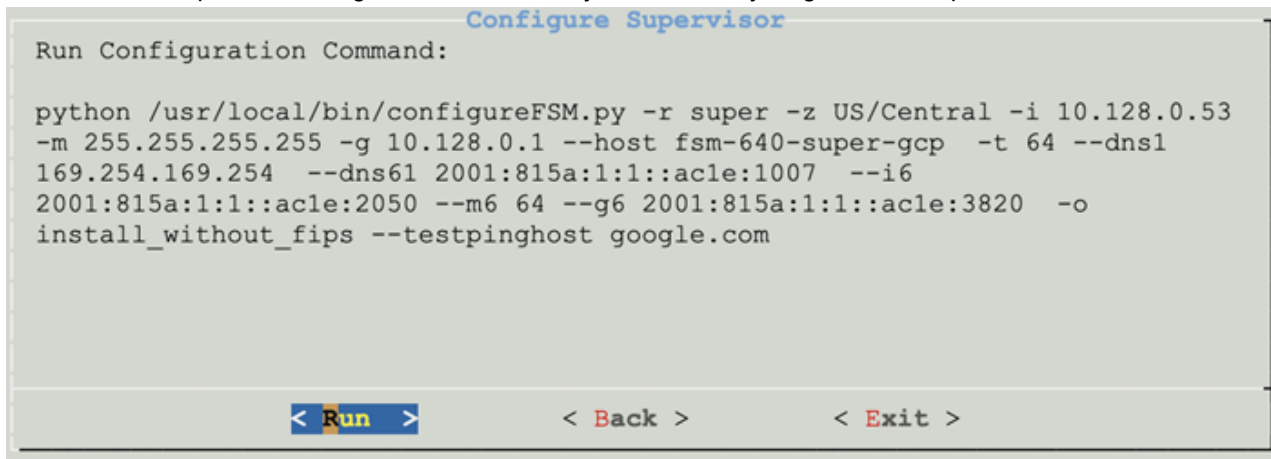 Configure Supervisor
Run Configuration Command:
python /usr/local/bin/configureFSM.py -r super -z US/Central -i 10.128.0.53
-m 255.255.255.255 -g 10.128.0.1 --host fsm-640-super-gcp  -t 64 --dns1
169.254.169.254  --dns61 2001:815a:1:1::ac1e:1007  --i6
2001:815a:1:1::ac1e:2050 --m6 64 --g6 2001:815a:1:1::ac1e:3820  -o
install_without_fips --testpinghost google.com
< Run > < Back > < Exit >